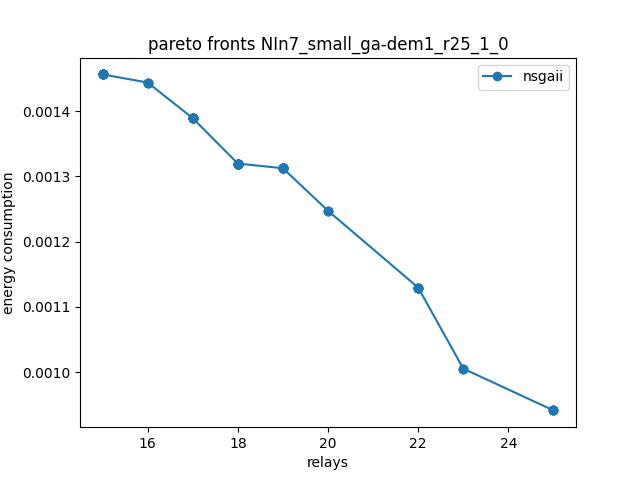 pareto fronts NIn7_small_ga-dem1_r25_1_0
nsgaii
energy consumption
0.0014
0.0013
0.0012
0.0011
0.0010
16 18 20 22 24
relays